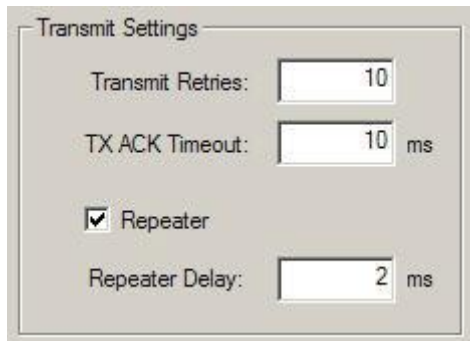 Transmit Settings
Transmit Retries: 10
TX ACK Timeout: 10 ms
Repeater
Repeater Delay: 2 ms